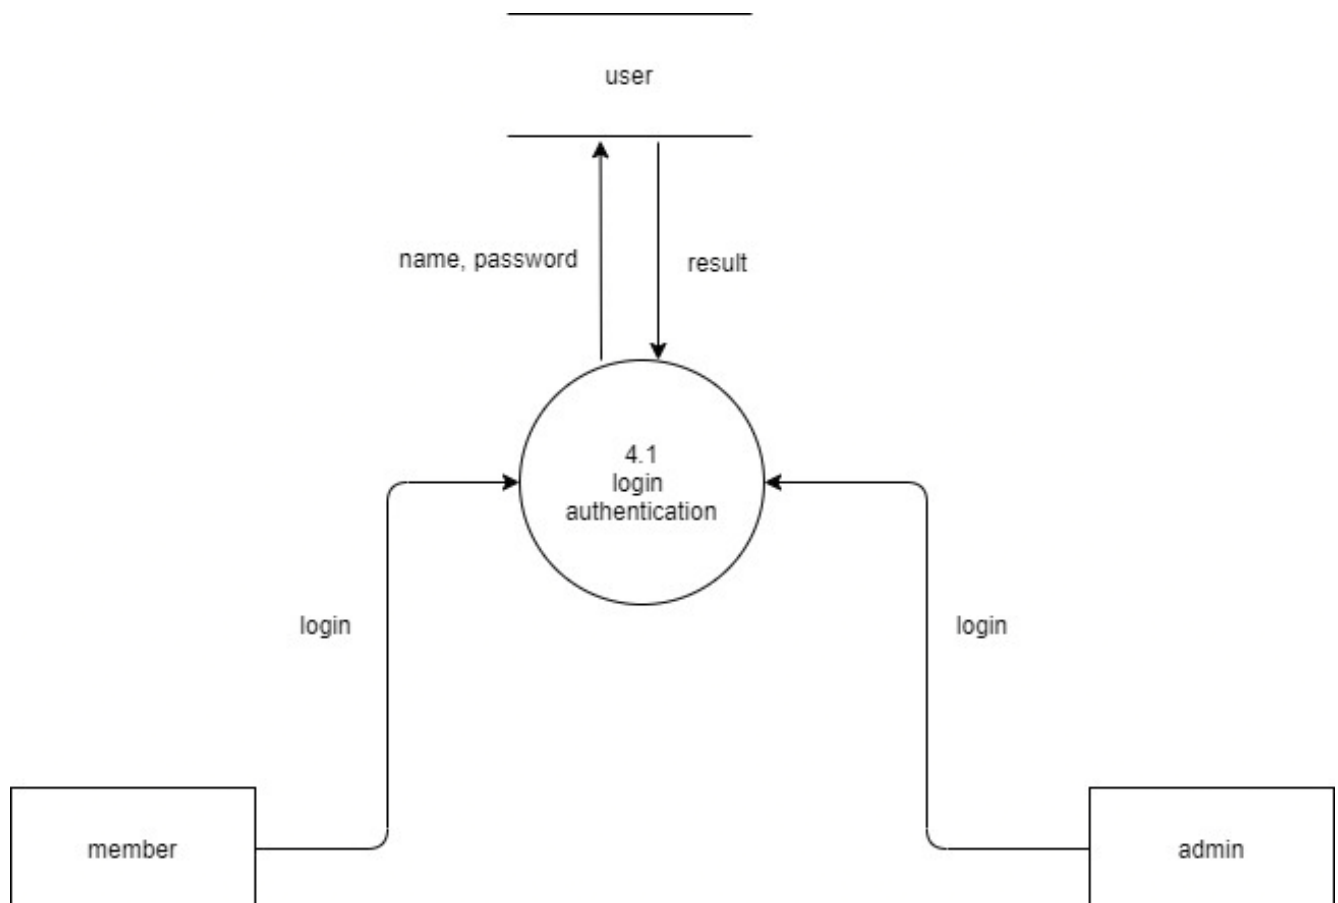 user
name, password
result
4.1
login
authentication
login
login
member
admin